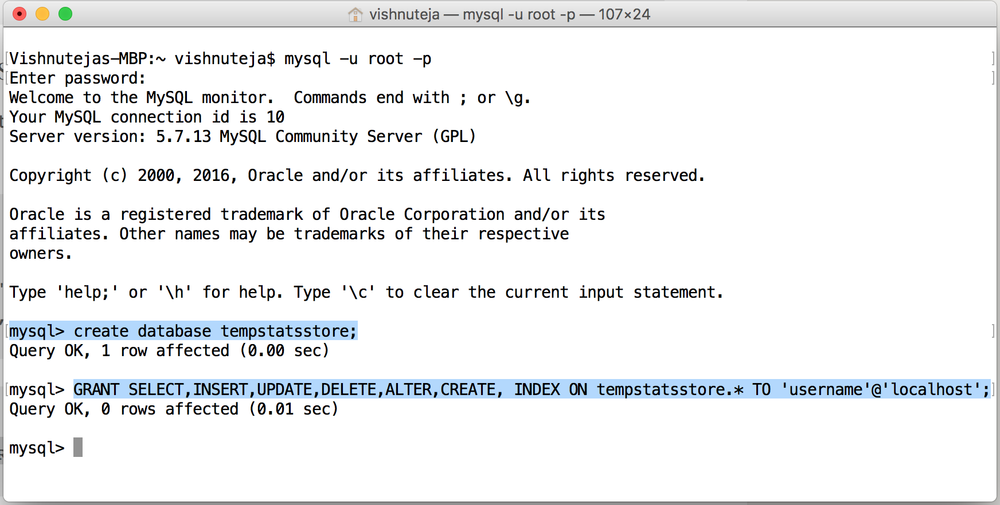 vishnuteja — mysql -u root -p — 107×24
[Vishnutejas-MBP:~ vishnuteja$ mysql -u root -p ]
[Enter password: ]
Welcome to the MySQL monitor.  Commands end with ; or \g.
Your MySQL connection id is 10
Server version: 5.7.13 MySQL Community Server (GPL)
Copyright (c) 2000, 2016, Oracle and/or its affiliates. All rights reserved.
Oracle is a registered trademark of Oracle Corporation and/or its
affiliates. Other names may be trademarks of their respective
owners.
Type 'help;' or '\h' for help. Type '\c' to clear the current input statement.
[mysql> create database tempstatsstore; ]
Query OK, 1 row affected (0.00 sec)
[mysql> GRANT SELECT,INSERT,UPDATE,DELETE,ALTER,CREATE, INDEX ON tempstatsstore.* TO 'username'@'localhost';]
Query OK, 0 rows affected (0.01 sec)
mysql>